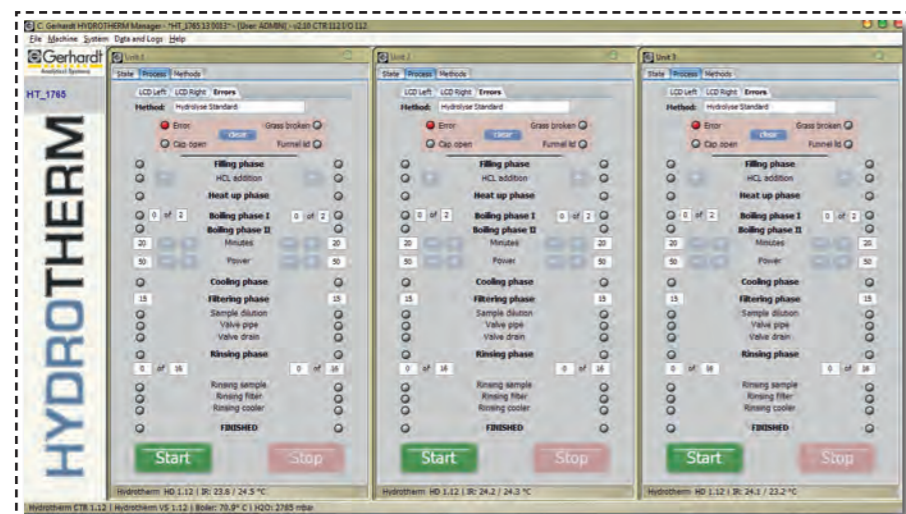 C. Gerhardt HYDROTHERM Manager - *HT_1765 13 0013* - [User: ADMIN] - v2.10 CTR 112 I/O 112
File Machine System Data and Logs Help
Gerhardt
Analytical Systems
HT_1765
HYDROTHERM
Unit 1
State Process Methods
LCD Left LCD Right Errors
Method: Hydrolyse Standard
Error clear Grass broken
Cap open Funnel lid
Filling phase
HCL addition
Heat up phase
0 of 2 Boiling phase I 0 of 2
Boiling phase II
20 Minutes 20
50 Power 50
Cooling phase
15 Filtering phase 15
Sample dilution
Valve pipe
Valve drain
Rinsing phase
0 of 16 0 of 16
Rinsing sample
Rinsing filter
Rinsing cooler
FINISHED
Start Stop
Hydrotherm HD 1.12 | IR: 23.6 / 24.5 °C
Unit 2
State Process Methods
LCD Left LCD Right Errors
Method: Hydrolyse Standard
Error clear Grass broken
Cap open Funnel lid
Filling phase
HCL addition
Heat up phase
0 of 2 Boiling phase I 0 of 2
Boiling phase II
20 Minutes 20
50 Power 50
Cooling phase
15 Filtering phase 15
Sample dilution
Valve pipe
Valve drain
Rinsing phase
0 of 16 0 of 16
Rinsing sample
Rinsing filter
Rinsing cooler
FINISHED
Start Stop
Hydrotherm HD 1.12 | IR: 24.2 / 24.3 °C
Unit 3
State Process Methods
LCD Left LCD Right Errors
Method: Hydrolyse Standard
Error clear Grass broken
Cap open Funnel lid
Filling phase
HCL addition
Heat up phase
0 of 2 Boiling phase I 0 of 2
Boiling phase II
20 Minutes 20
50 Power 50
Cooling phase
15 Filtering phase 15
Sample dilution
Valve pipe
Valve drain
Rinsing phase
0 of 16 0 of 16
Rinsing sample
Rinsing filter
Rinsing cooler
FINISHED
Start Stop
Hydrotherm HD 1.12 | IR: 24.1 / 23.2 °C
Hydrotherm CTR 1.12 | Hydrotherm VS 1.12 | Boiler: 70.9° C | H2O: 2765 mbar